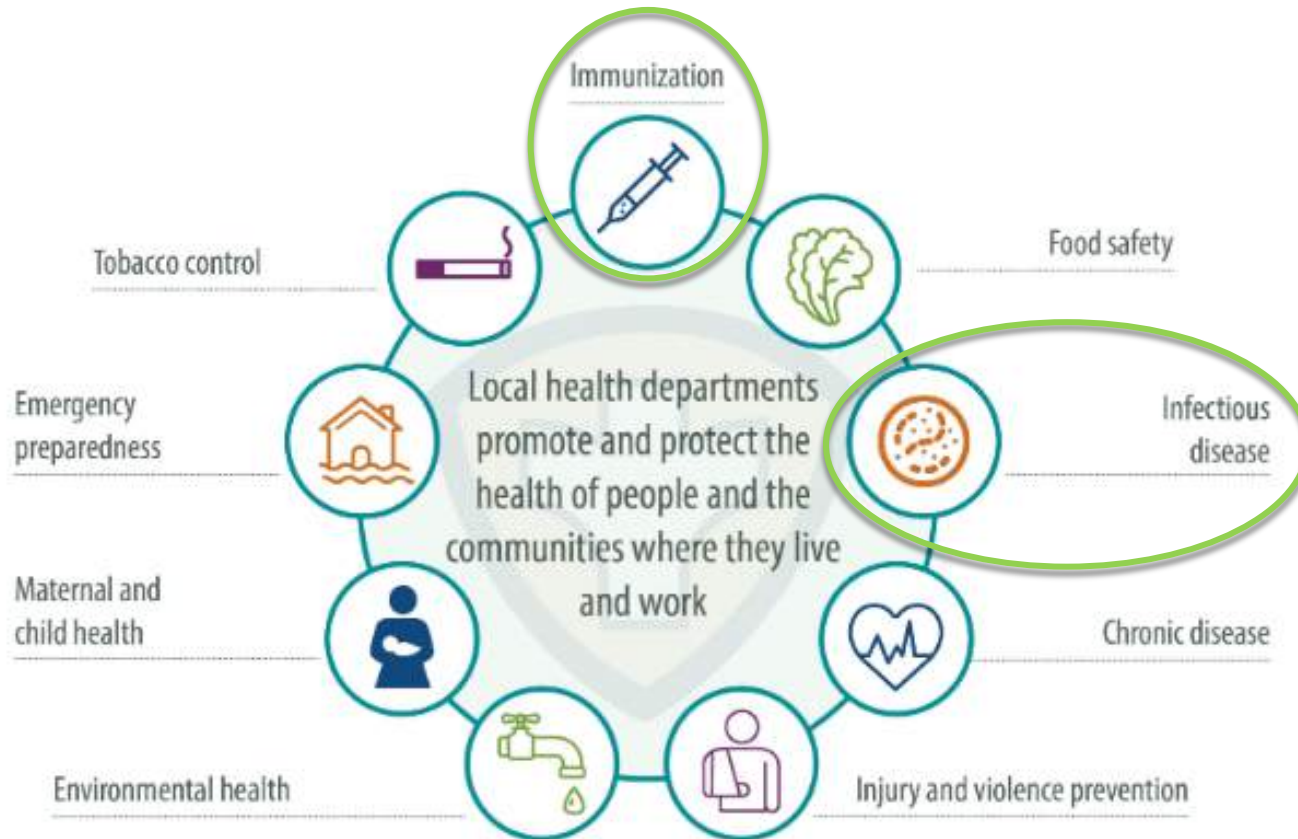 Immunization
Food safety
Infectious
disease
Chronic disease
Injury and violence prevention
Environmental health
Maternal and
child health
Emergency
preparedness
Tobacco control
Local health departments
promote and protect the
health of people and the
communities where they live
and work